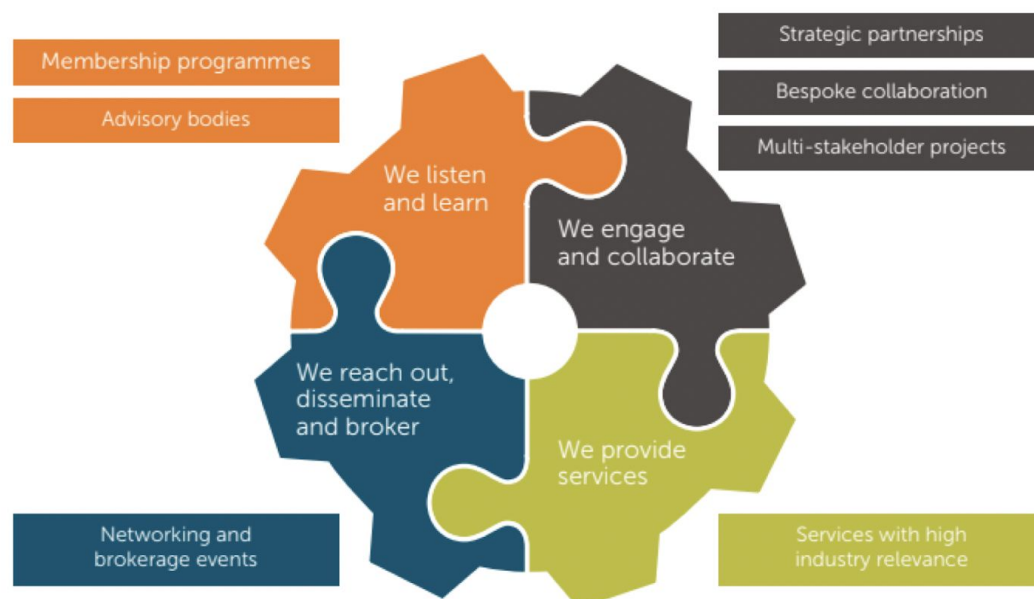 Membership programmes
Advisory bodies
Strategic partnerships
Bespoke collaboration
Multi-stakeholder projects
We listen
and learn
We engage
and collaborate
We reach out,
disseminate
and broker
We provide
services
Networking and
brokerage events
Services with high
industry relevance